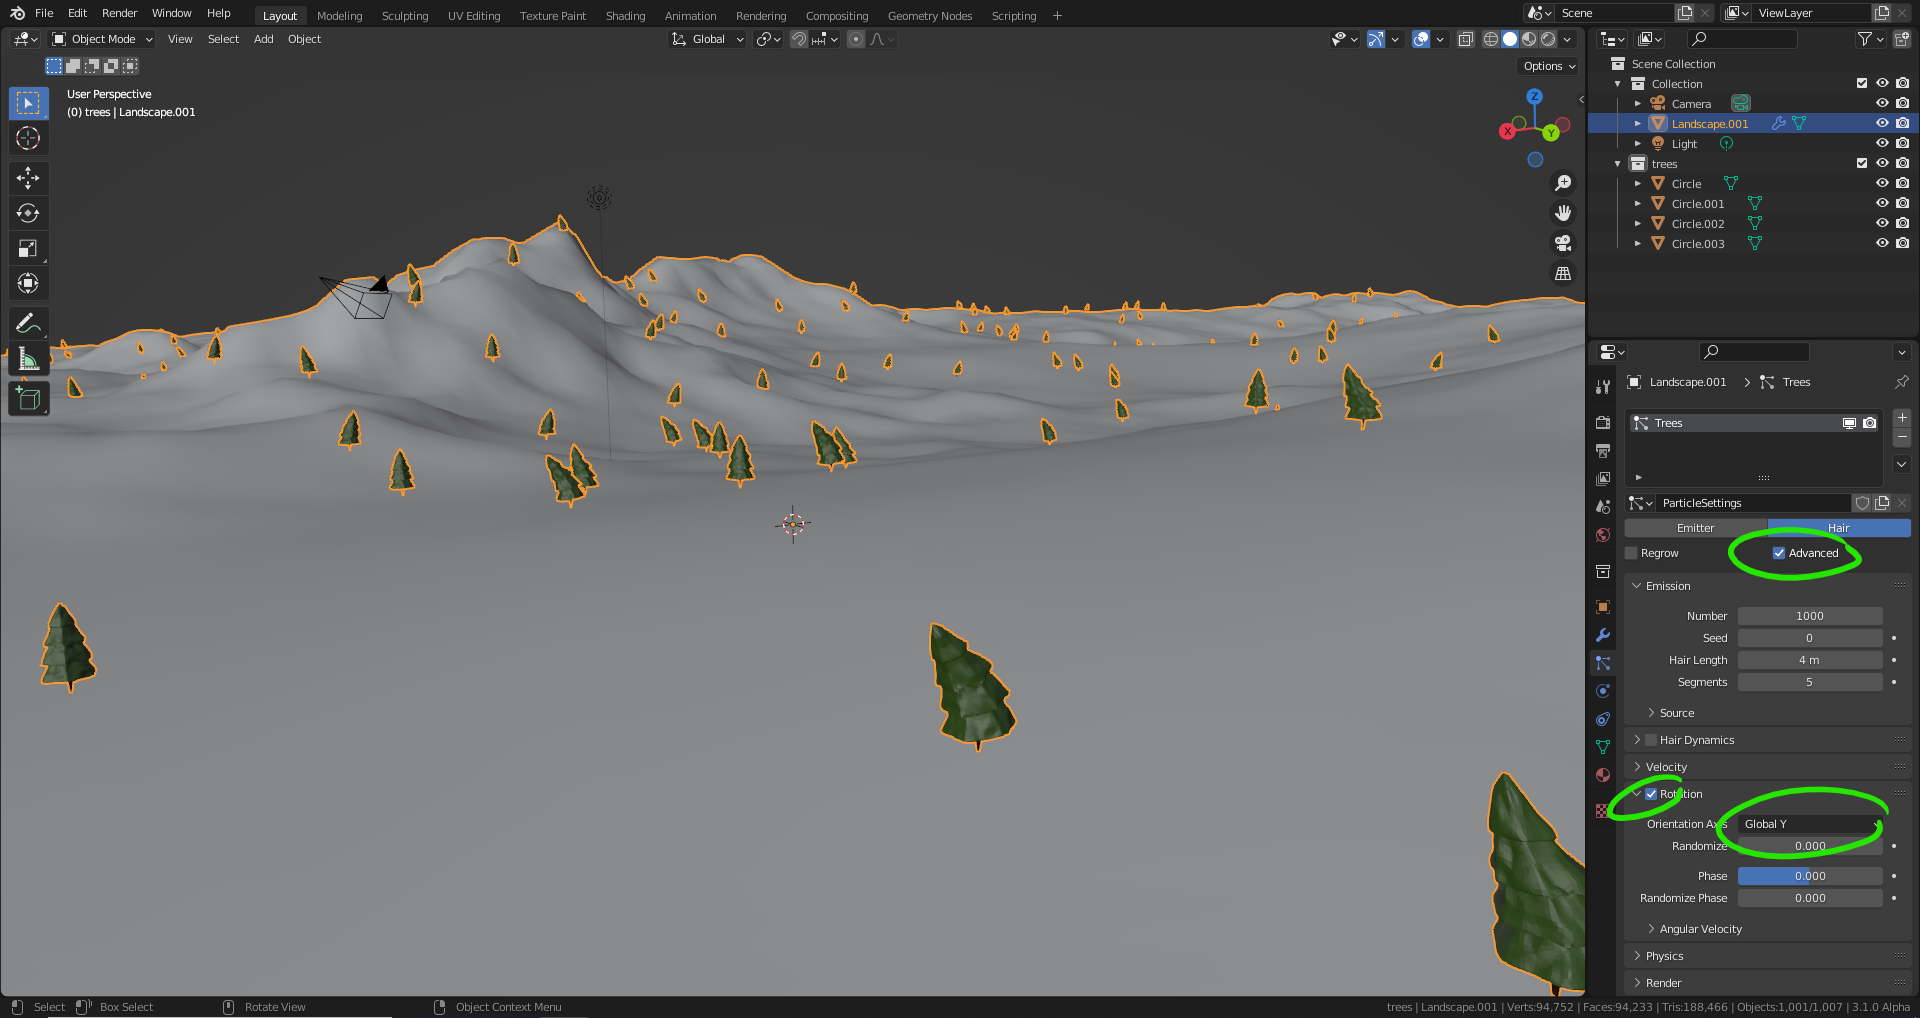 File Edit Render Window Help Layout Modeling Sculpting UV Editing Texture Paint Shading Animation Rendering Compositing Geometry Nodes Scripting + Scene ViewLayer
Object Mode View Select Add Object Global
Options
User Perspective
(0) trees | Landscape.001
Z
X
Y
Scene Collection
Collection
Camera
Landscape.001
Light
trees
Circle
Circle.001
Circle.002
Circle.003
Landscape.001 > Trees
Trees
ParticleSettings
Emitter Hair
Regrow Advanced
Emission
Number 1000
Seed 0
Hair Length 4 m
Segments 5
Source
Hair Dynamics
Velocity
Rotation
Orientation Axis Global Y
Randomize 0.000
Phase 0.000
Randomize Phase 0.000
Angular Velocity
Physics
Render
Select Box Select Rotate View Object Context Menu trees | Landscape.001 | Verts:94,752 | Faces:94,233 | Tris:188,466 | Objects:1,001/1,007 | 3.1.0 Alpha